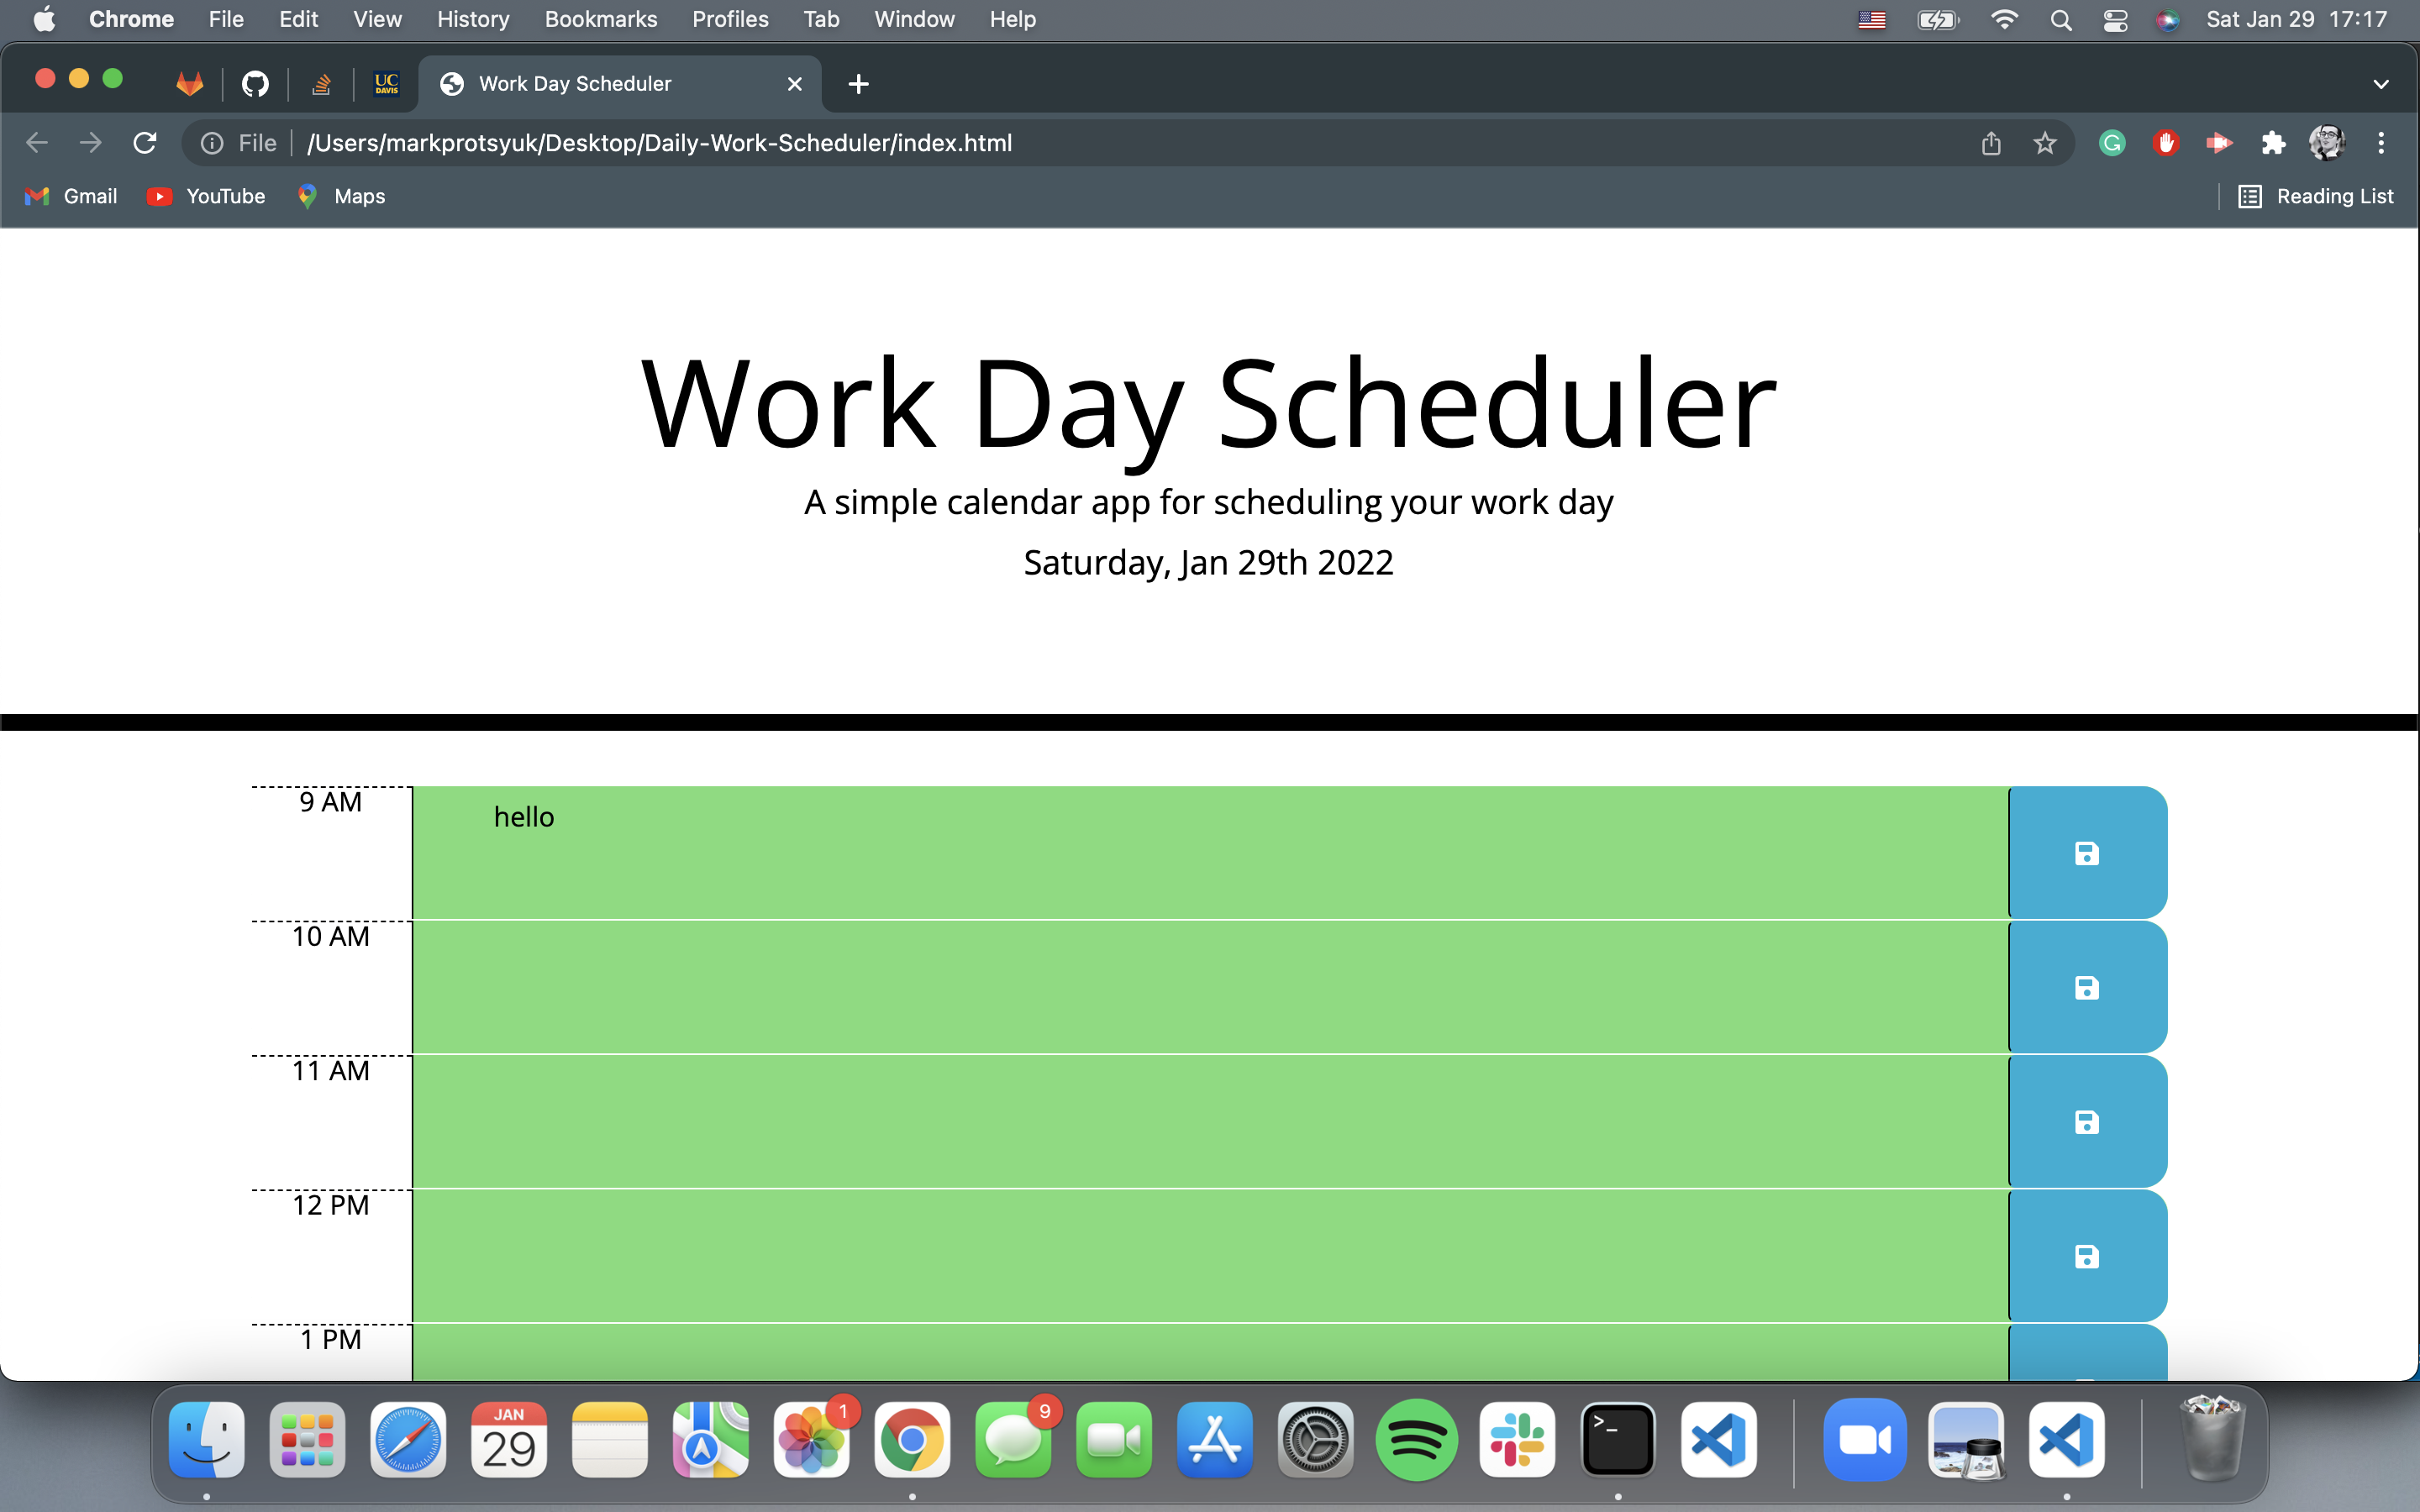 Chrome File Edit View History Bookmarks Profiles Tab Window Help Sat Jan 29 17:17
UC DAVIS Work Day Scheduler
File /Users/markprotsyuk/Desktop/Daily-Work-Scheduler/index.html
Gmail YouTube Maps Reading List
Work Day Scheduler
A simple calendar app for scheduling your work day
Saturday, Jan 29th 2022
9 AM hello
10 AM
11 AM
12 PM
1 PM
JAN 29 1 9 >_